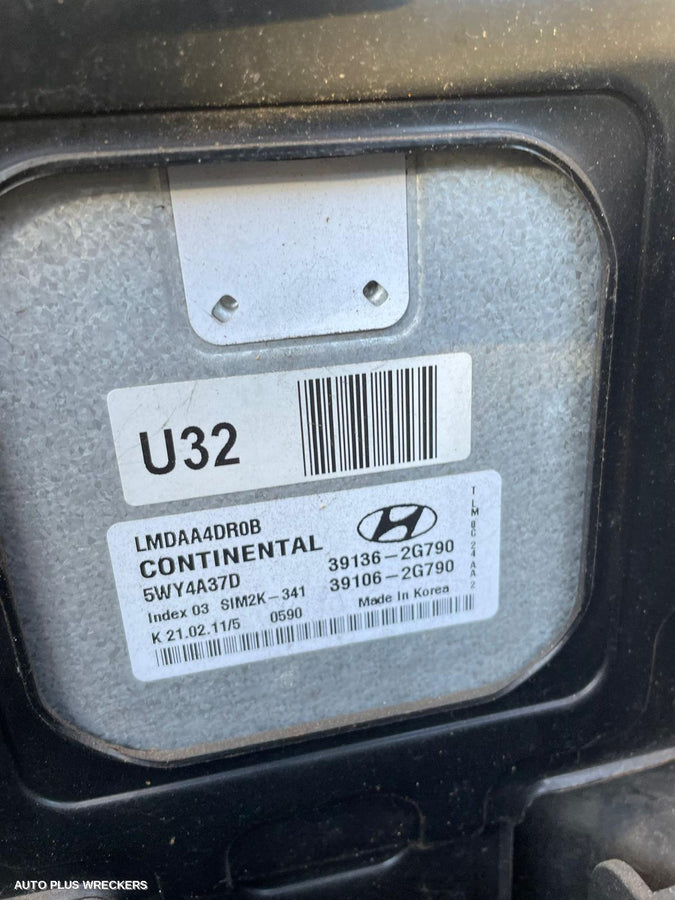 U32
LMDAA4DR0B
CONTINENTAL
5WY4A37D
39136-2G790
39106-2G790
Index 03 SIM2K-341
Made In Korea
K 21.02.11/5 0590
AUTO PLUS WRECKERS